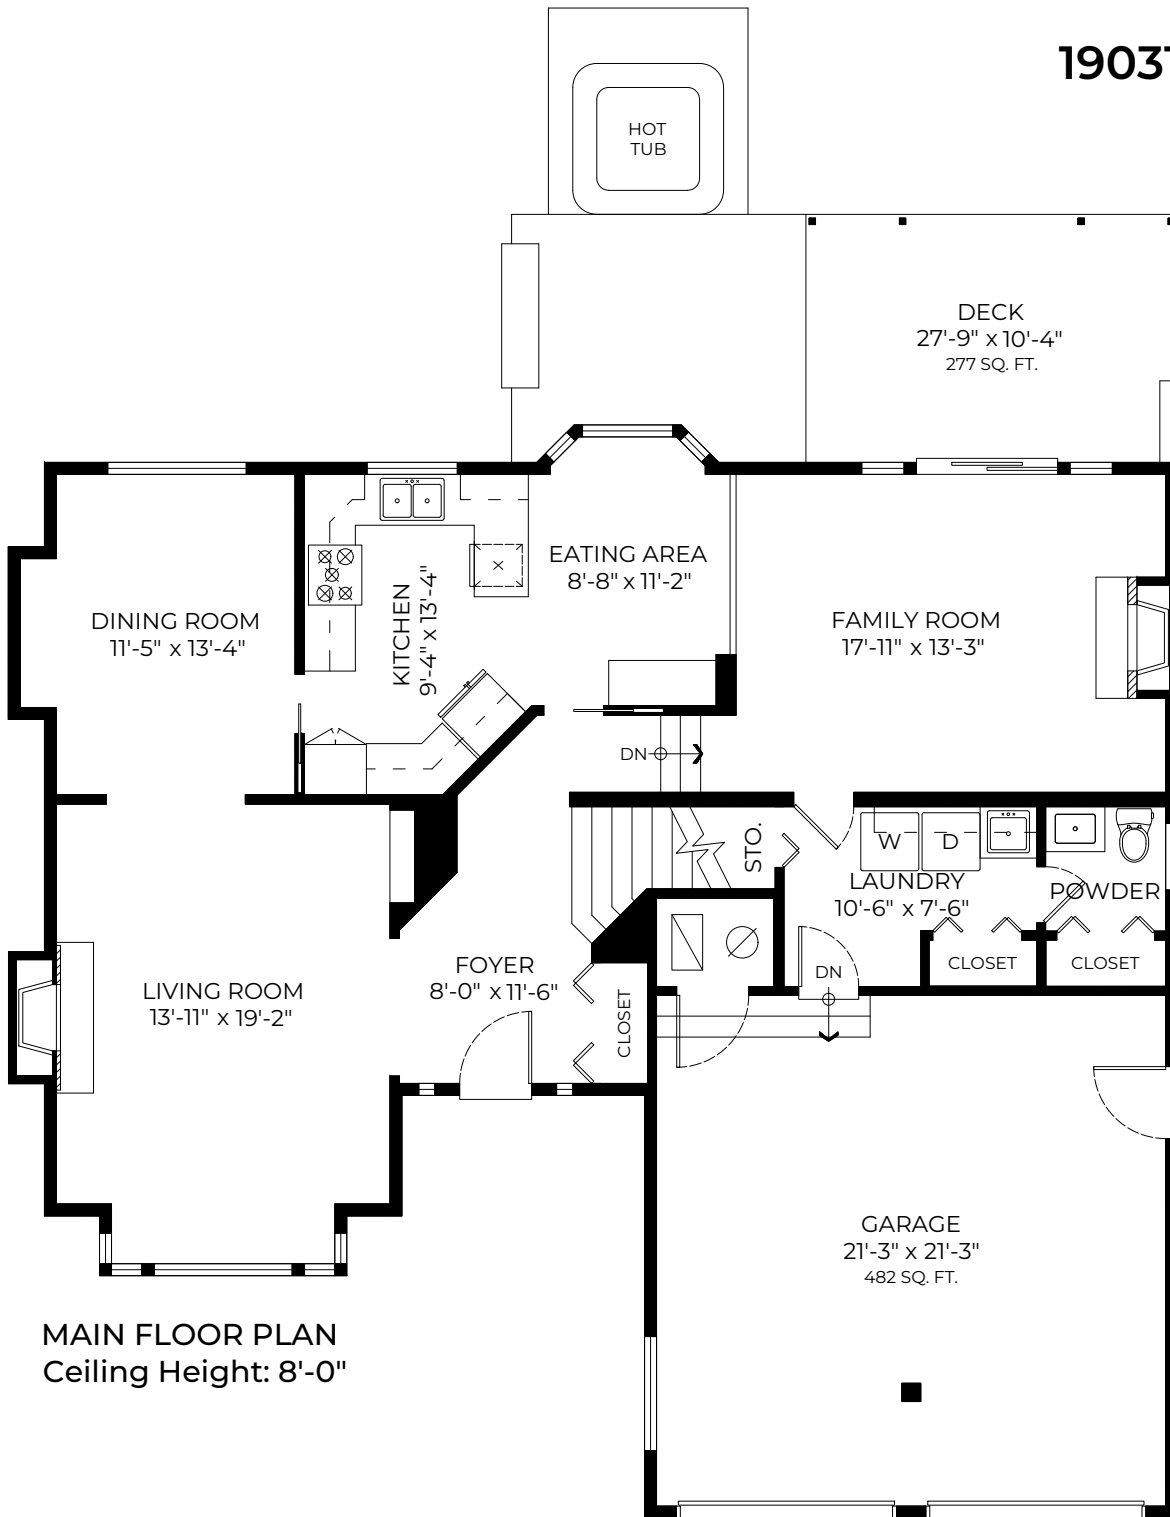 19031
HOT
TUB
DECK
27'-9" x 10'-4"
277 SQ. FT.
EATING AREA
8'-8" x 11'-2"
DINING ROOM
11'-5" x 13'-4"
KITCHEN
9'-4" x 13'-4"
FAMILY ROOM
17'-11" x 13'-3"
DN
STO.
W
D
LAUNDRY
10'-6" x 7'-6"
POWDER
FOYER
8'-0" x 11'-6"
CLOSET
DN
CLOSET
CLOSET
LIVING ROOM
13'-11" x 19'-2"
GARAGE
21'-3" x 21'-3"
482 SQ. FT.
MAIN FLOOR PLAN
Ceiling Height: 8'-0"